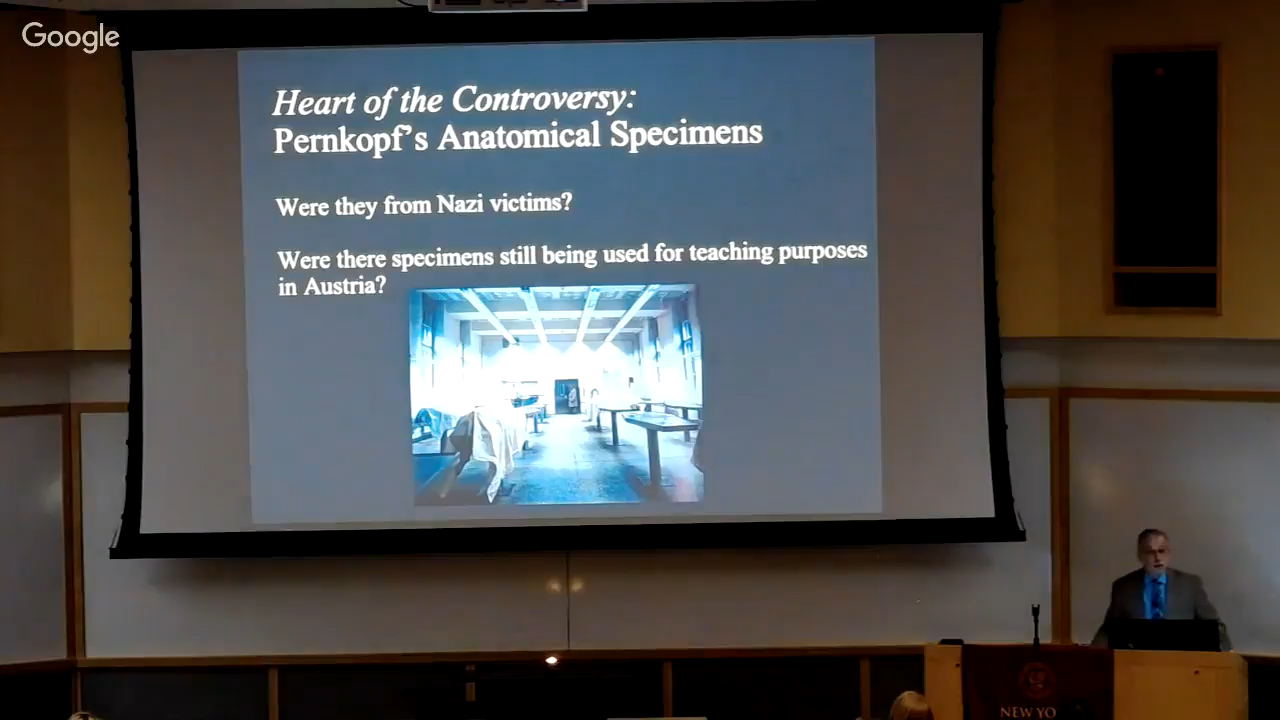 Google
Heart of the Controversy:
Pernkopf's Anatomical Specimens
Were they from Nazi victims?
Were there specimens still being used for teaching purposes
in Austria?
NEW YO